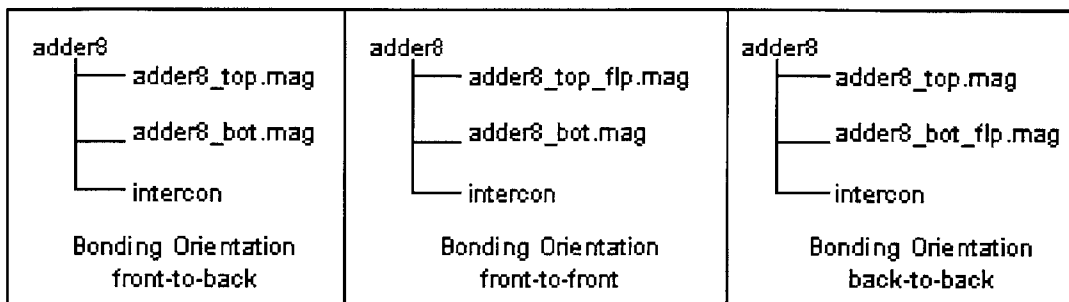 adder8
adder8_top.mag
adder8_bot.mag
intercon
Bonding Orientation
front-to-back
adder8
adder8_top_flp.mag
adder8_bot.mag
intercon
Bonding Orientation
front-to-front
adder8
adder8_top.mag
adder8_bot_flp.mag
intercon
Bonding Orientation
back-to-back